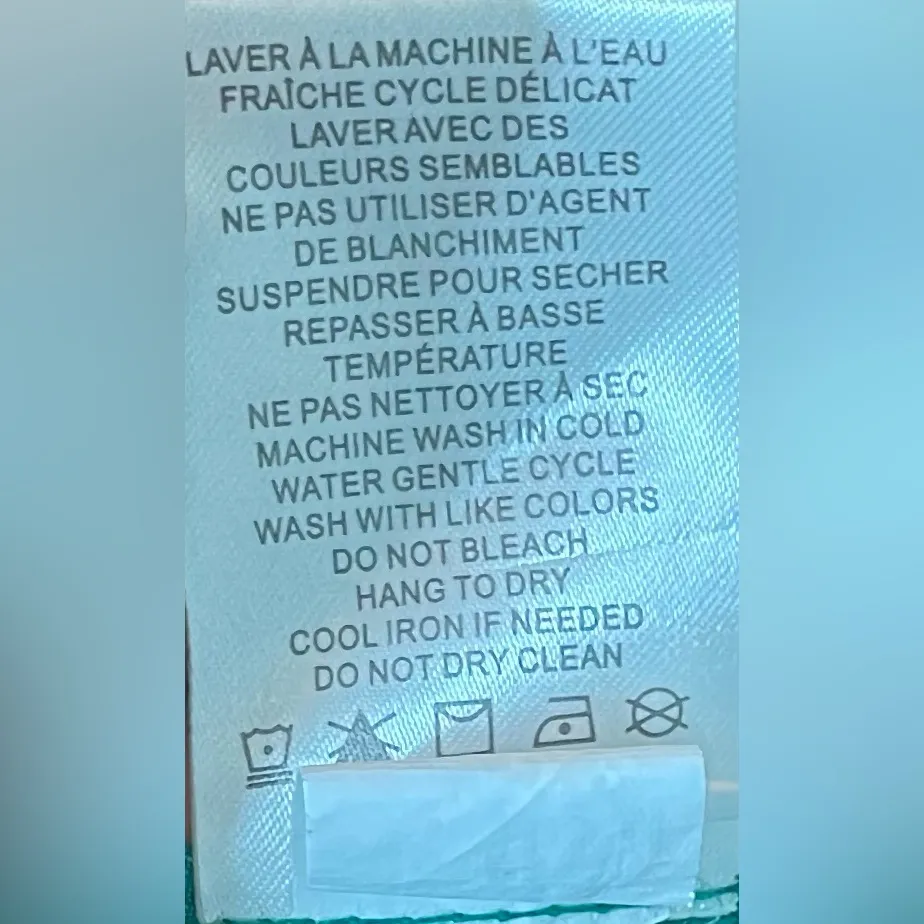 LAVER À LA MACHINE À L'EAU
FRAÎCHE CYCLE DÉLICAT
LAVER AVEC DES
COULEURS SEMBLABLES
NE PAS UTILISER D'AGENT
DE BLANCHIMENT
SUSPENDRE POUR SECHER
REPASSER À BASSE
TEMPÉRATURE
NE PAS NETTOYER À SEC
MACHINE WASH IN COLD
WATER GENTLE CYCLE
WASH WITH LIKE COLORS
DO NOT BLEACH
HANG TO DRY
COOL IRON IF NEEDED
DO NOT DRY CLEAN